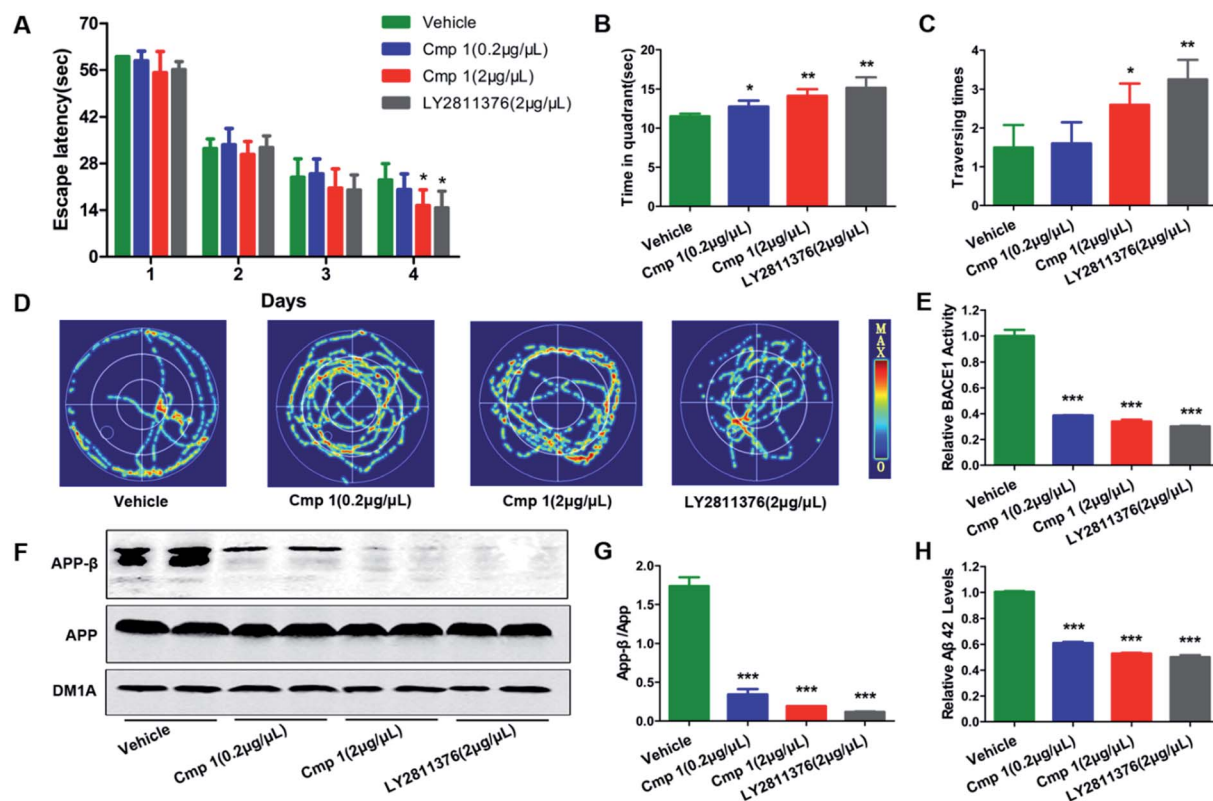 A
Escape latency(sec)
70
56
42
28
14
0
1
2
3
4
Days
Vehicle
Cmp 1(0.2µg/µL)
Cmp 1(2µg/µL)
LY2811376(2µg/µL)
*
*
B
Time in quadrant(sec)
20
15
10
5
0
*
**
**
Vehicle
Cmp 1(0.2µg/µL)
Cmp 1(2µg/µL)
LY2811376(2µg/µL)
C
Traversing times
4
3
2
1
0
*
**
Vehicle
Cmp 1(0.2µg/µL)
Cmp 1(2µg/µL)
LY2811376(2µg/µL)
D
Vehicle
Cmp 1(0.2µg/µL)
Cmp 1(2µg/µL)
LY2811376(2µg/µL)
MAX
0
E
Relative BACE1 Activity
1.2
1.0
0.8
0.6
0.4
0.2
0.0
***
***
***
Vehicle
Cmp 1(0.2µg/µL)
Cmp 1 (2µg/µL)
LY2811376(2µg/µL)
F
APP-β
APP
DM1A
Vehicle
Cmp 1(0.2µg/µL)
Cmp 1(2µg/µL)
LY2811376(2µg/µL)
G
App-β /App
2.0
1.5
1.0
0.5
0.0
***
***
***
Vehicle
Cmp 1(0.2µg/µL)
Cmp 1(2µg/µL)
LY2811376(2µg/µL)
H
Relative Aβ 42 Levels
1.2
1.0
0.8
0.6
0.4
0.2
0.0
***
***
***
Vehicle
Cmp 1(0.2µg/µL)
Cmp 1(2µg/µL)
LY2811376(2µg/µL)